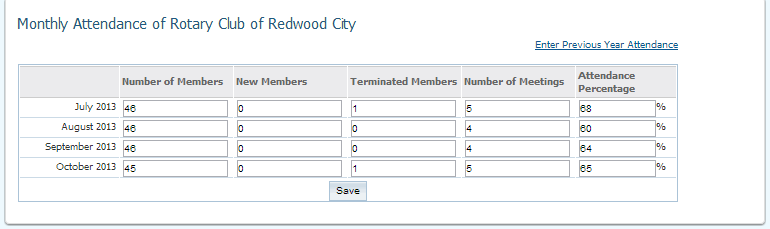 Monthly Attendance of Rotary Club of Redwood City
Enter Previous Year Attendance
Number of Members New Members Terminated Members Number of Meetings Attendance Percentage
July 2013 46 0 1 5 68 %
August 2013 46 0 0 4 60 %
September 2013 46 0 0 4 64 %
October 2013 45 0 1 5 65 %
Save